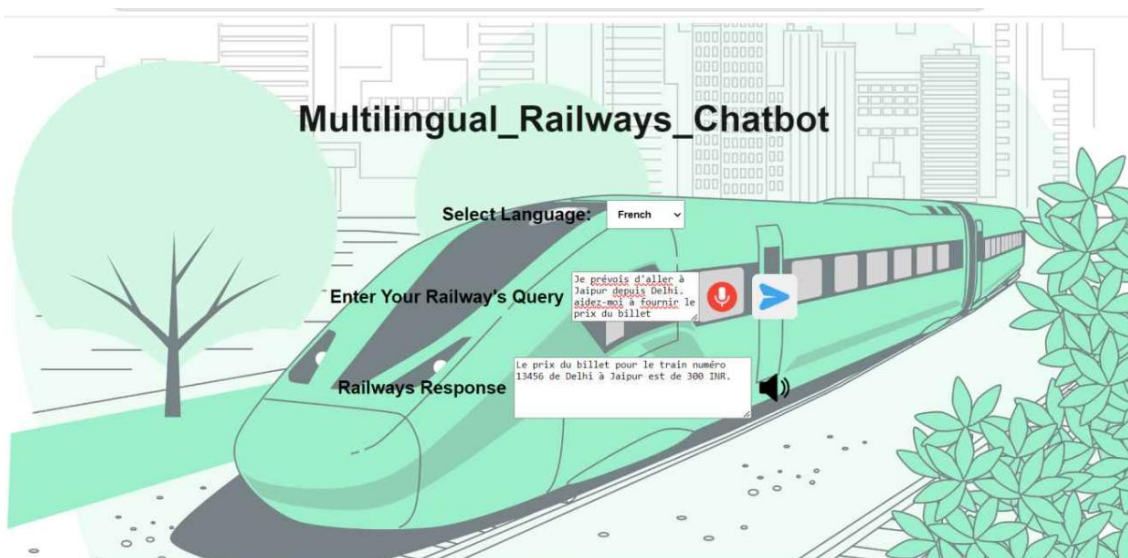 Multilingual_Railways_Chatbot
Select Language: French
Enter Your Railway's Query
Je prévois d'aller à
Jaipur depuis Delhi.
aidez-moi à fournir le
prix du billet
Railways Response
Le prix du billet pour le train numéro
13456 de Delhi à Jaipur est de 300 INR.